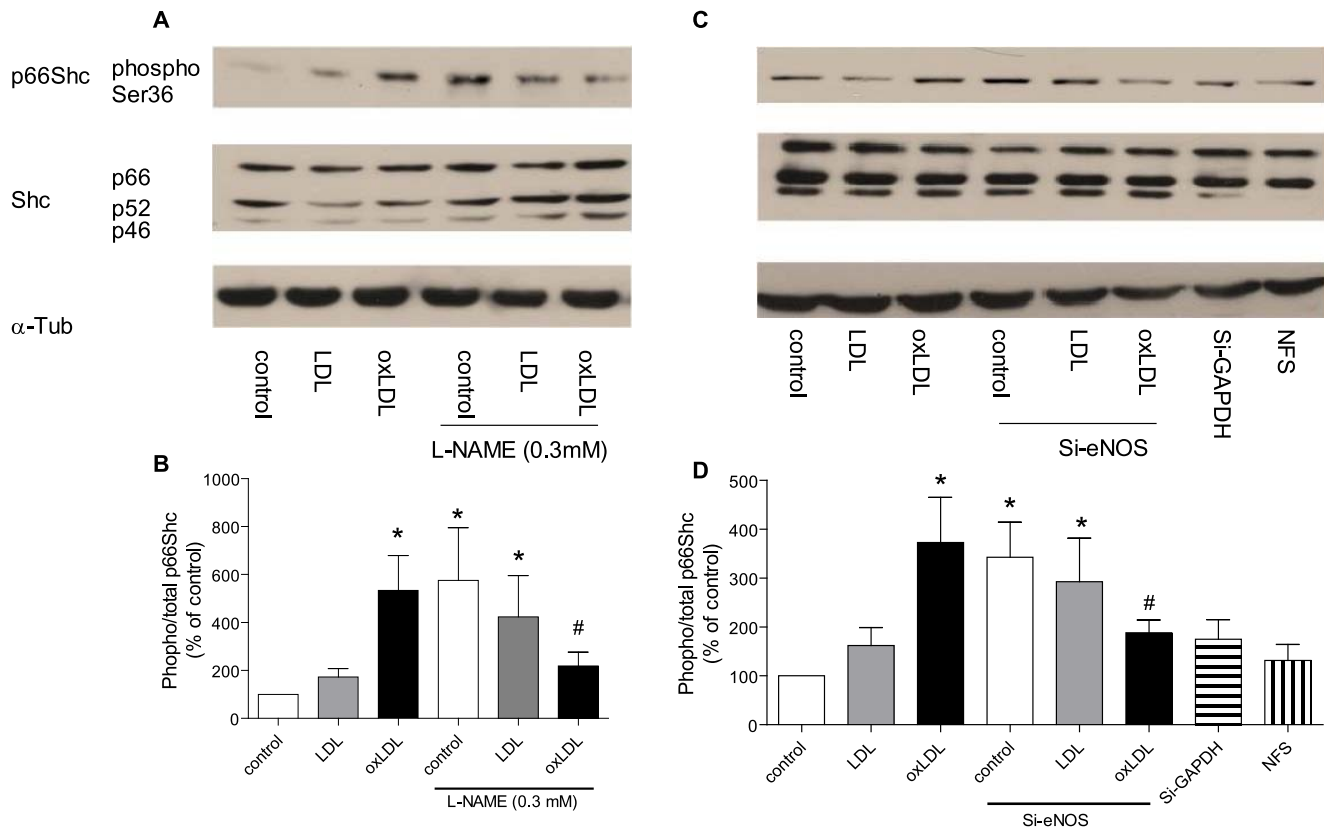 A
p66Shc
phospho
Ser36
Shc
p66
p52
p46
α-Tub
control
LDL
oxLDL
control
LDL
oxLDL
L-NAME (0.3mM)
C
control
LDL
oxLDL
control
LDL
oxLDL
Si-GAPDH
NFS
Si-eNOS
B
Phopho/total p66Shc
(% of control)
1000
800
600
400
200
0
*
*
*
#
control
LDL
oxLDL
control
LDL
oxLDL
L-NAME (0.3 mM)
D
Phopho/total p66Shc
(% of control)
500
400
300
200
100
0
*
*
*
#
control
LDL
oxLDL
control
LDL
oxLDL
Si-GAPDH
NFS
Si-eNOS